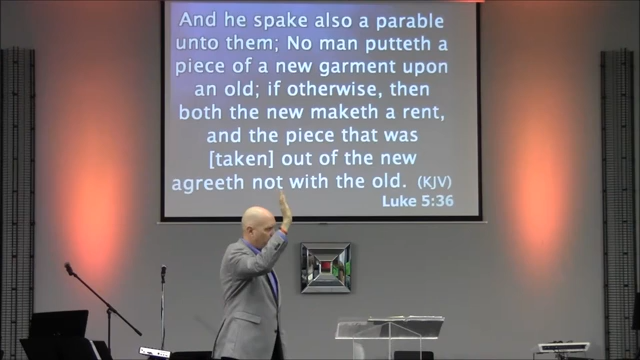 And he spake also a parable
unto them; No man putteth a
piece of a new garment upon
an old; if otherwise, then
both the new maketh a rent,
and the piece that was
[taken] out of the new
agreeth not with the old. (KJV)
Luke 5:36